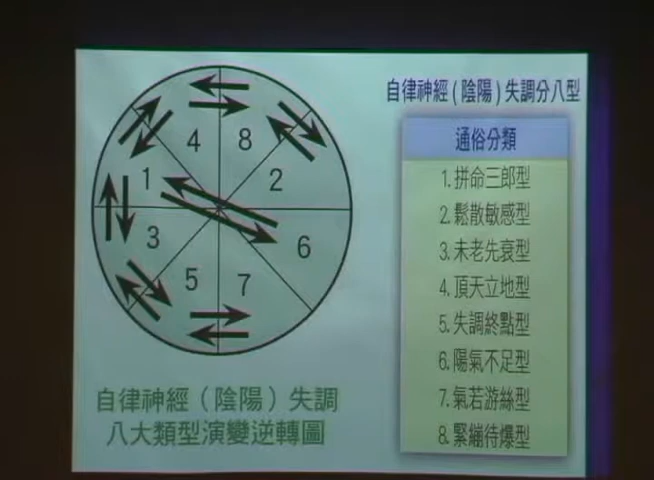 自律神經(陰陽)失調分八型
通俗分類
1.拼命三郎型
2.鬆散敏感型
3.未老先衰型
4.頂天立地型
5.失調終點型
6.陽氣不足型
7.氣若游絲型
8.緊繃待爆型
4 8
1 2
3 6
5 7
自律神經(陰陽)失調
八大類型演變逆轉圖